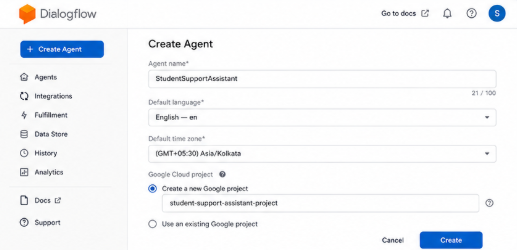 Dialogflow
Go to docs
S
+ Create Agent
Agents
Integrations
Fulfillment
Data Store
History
Analytics
Docs
Support
Create Agent
Agent name*
StudentSupportAssistant
21 / 100
Default language*
English — en
Default time zone*
(GMT+05:30) Asia/Kolkata
Google Cloud project ?
Create a new Google project
student-support-assistant-project ?
Use an existing Google project
Cancel Create